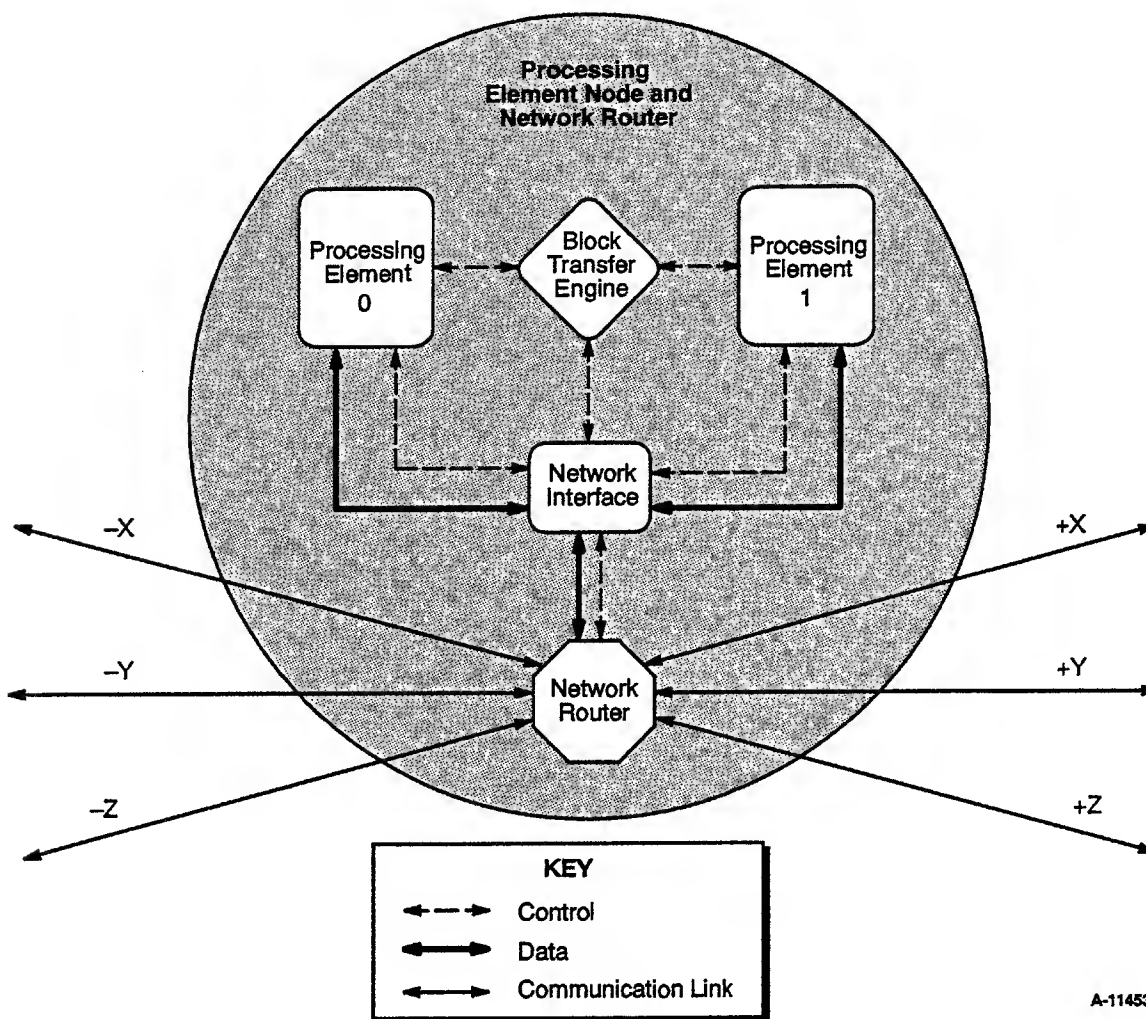 Processing
Element Node and
Network Router
Processing
Element
0
Block
Transfer
Engine
Processing
Element
1
Network
Interface
–X
+X
–Y
+Y
Network
Router
–Z
+Z
KEY
Control
Data
Communication Link
A-11453